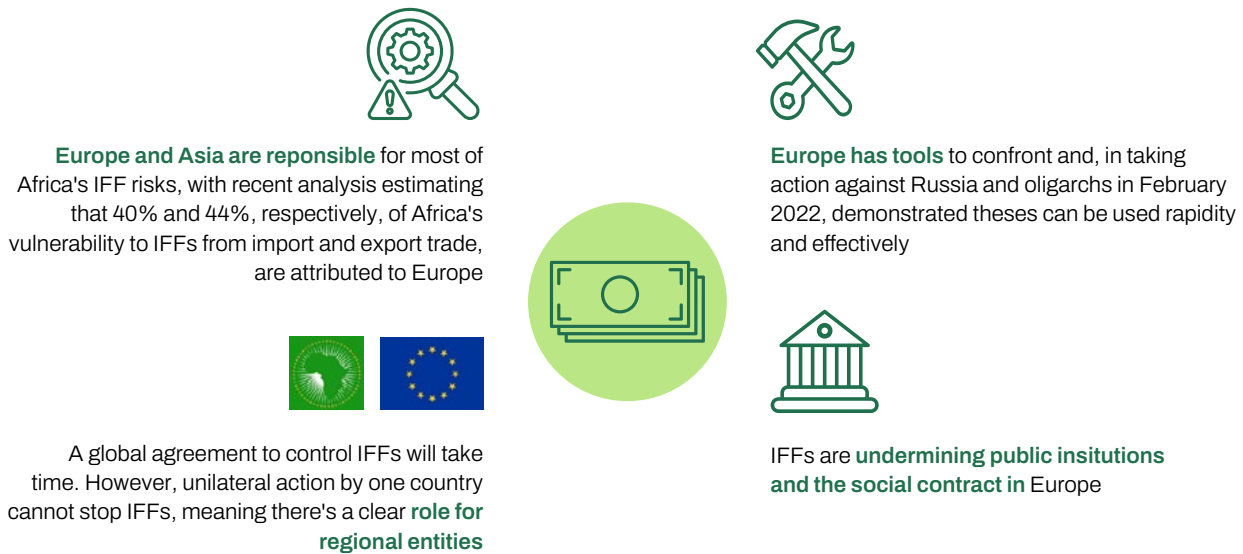 Europe and Asia are reponsible for most of
Africa's IFF risks, with recent analysis estimating
that 40% and 44%, respectively, of Africa's
vulnerability to IFFs from import and export trade,
are attributed to Europe
Europe has tools to confront and, in taking
action against Russia and oligarchs in February
2022, demonstrated theses can be used rapidity
and effectively
A global agreement to control IFFs will take
time. However, unilateral action by one country
cannot stop IFFs, meaning there's a clear role for
regional entities
IFFs are undermining public insitutions
and the social contract in Europe